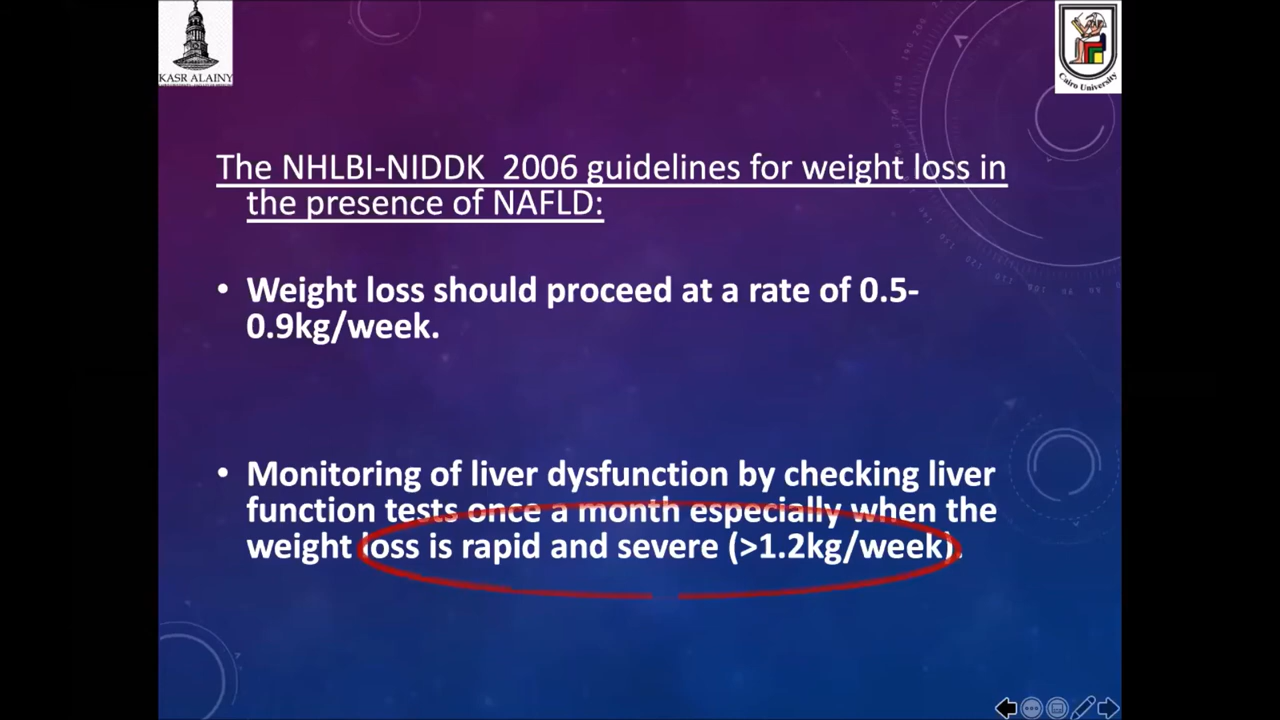 KASR ALAINY
Cairo University
The NHLBI-NIDDK 2006 guidelines for weight loss in
the presence of NAFLD:
• Weight loss should proceed at a rate of 0.5-
0.9kg/week.
• Monitoring of liver dysfunction by checking liver
function tests once a month especially when the
weight loss is rapid and severe (>1.2kg/week).